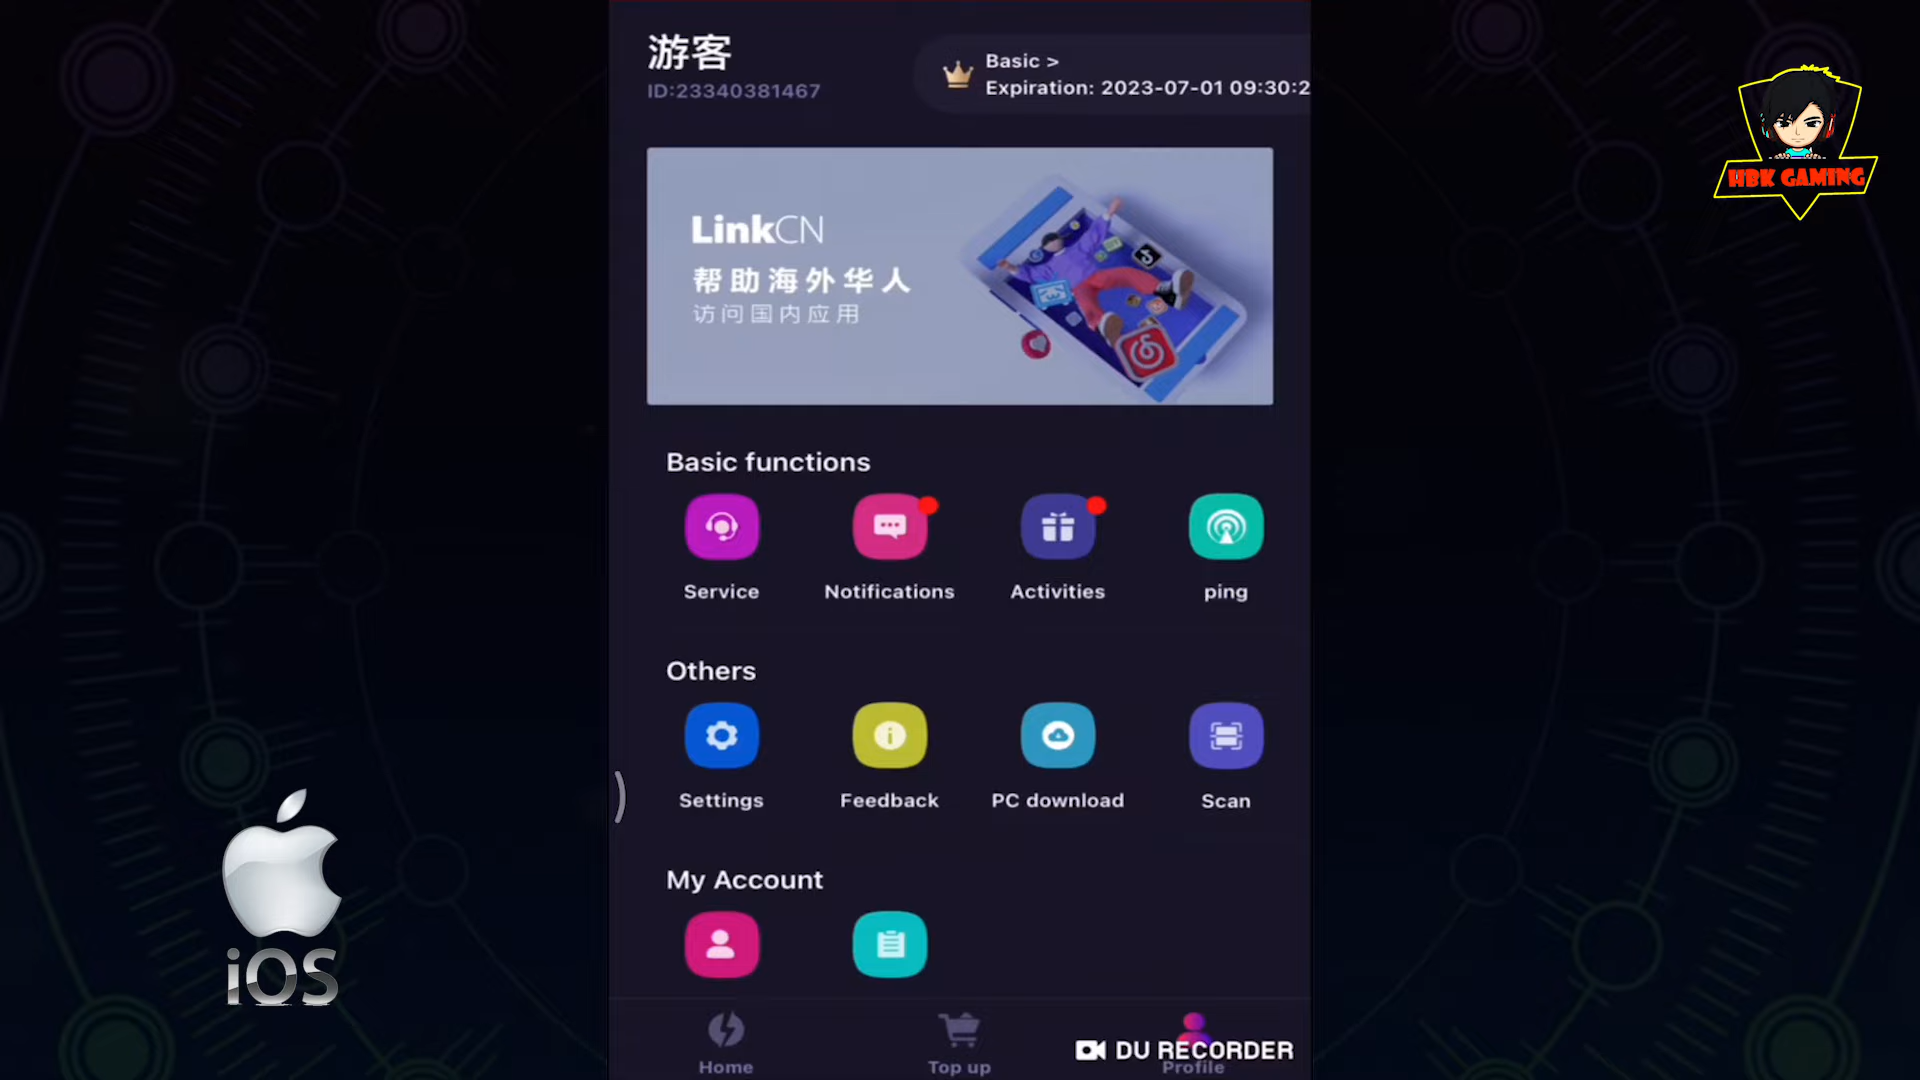 游客
ID:23340381467
Basic >
Expiration: 2023-07-01 09:30:2
HBK GAMING
LinkCN
帮助海外华人
访问国内应用
Basic functions
Service
Notifications
Activities
ping
Others
Settings
Feedback
PC download
Scan
My Account
iOS
Home
Top up
DU RECORDER
Profile